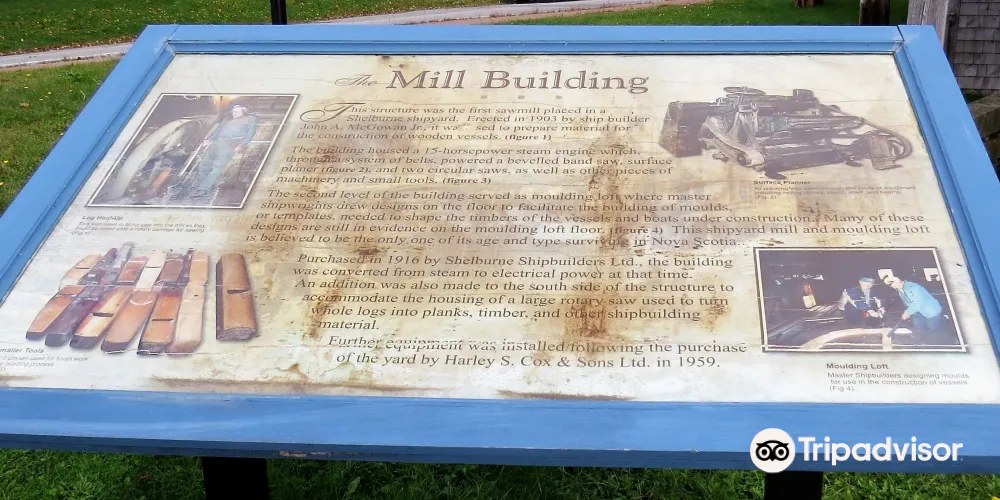 The Mill Building
This structure was the first sawmill placed in a
Shelburne shipyard. Erected in 1903 by ship builder
John A. McGowan Jr., it wa sed to prepare material for
the construction of wooden vessels. (figure 1)
The building housed a 15-horsepower steam engine which,
through a system of belts, powered a bevelled band saw, surface
planer (figure 2), and two circular saws, as well as other pieces of
machinery and small tools. (figure 3)
The second level of the building served as moulding loft where master
shipwrights drew designs on the floor to facilitate the building of moulds,
or templates, needed to shape the timbers of the vessels and boats under construction. Many of these
designs are still in evidence on the moulding loft floor. (figure 4) This shipyard mill and moulding loft
is believed to be the only one of its age and type surviving in Nova Scotia.
Purchased in 1916 by Shelburne Shipbuilders Ltd., the building
was converted from steam to electrical power at that time.
An addition was also made to the south side of the structure to
accommodate the housing of a large rotary saw used to turn
whole logs into planks, timber, and other shipbuilding
material.
Further equipment was installed following the purchase
of the yard by Harley S. Cox & Sons Ltd. in 1959.
Log Haul-Up
Surface Planner
(Fig 2)
maller Tools
used for tough work
building process
Moulding Loft
Master Shipbuilders designing moulds
for use in the construction of vessels
(Fig 4)
Tripadvisor